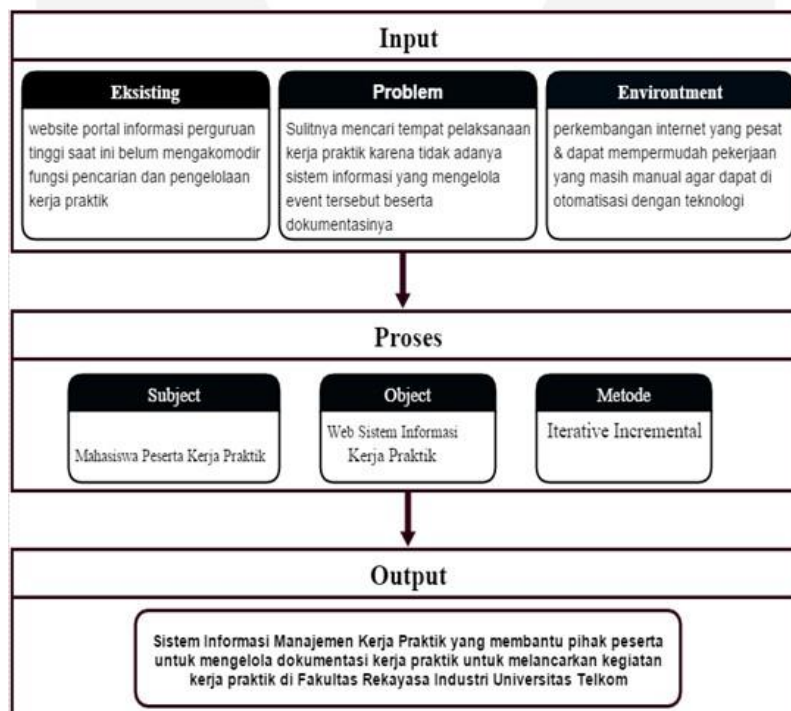 Input
Eksisting
website portal informasi perguruan
tinggi saat ini belum mengakomodir
fungsi pencarian dan pengelolaan
kerja praktik
Problem
Sulitnya mencari tempat pelaksanaan
kerja praktik karena tidak adanya
sistem informasi yang mengelola
event tersebut beserta
dokumentasinya
Environtment
perkembangan internet yang pesat
& dapat mempermudah pekerjaan
yang masih manual agar dapat di
otomatisasi dengan teknologi
Proses
Subject
Mahasiswa Peserta Kerja Praktik
Object
Web Sistem Informasi
Kerja Praktik
Metode
Iterative Incremental
Output
Sistem Informasi Manajemen Kerja Praktik yang membantu pihak peserta
untuk mengelola dokumentasi kerja praktik untuk melancarkan kegiatan
kerja praktik di Fakultas Rekayasa Industri Universitas Telkom